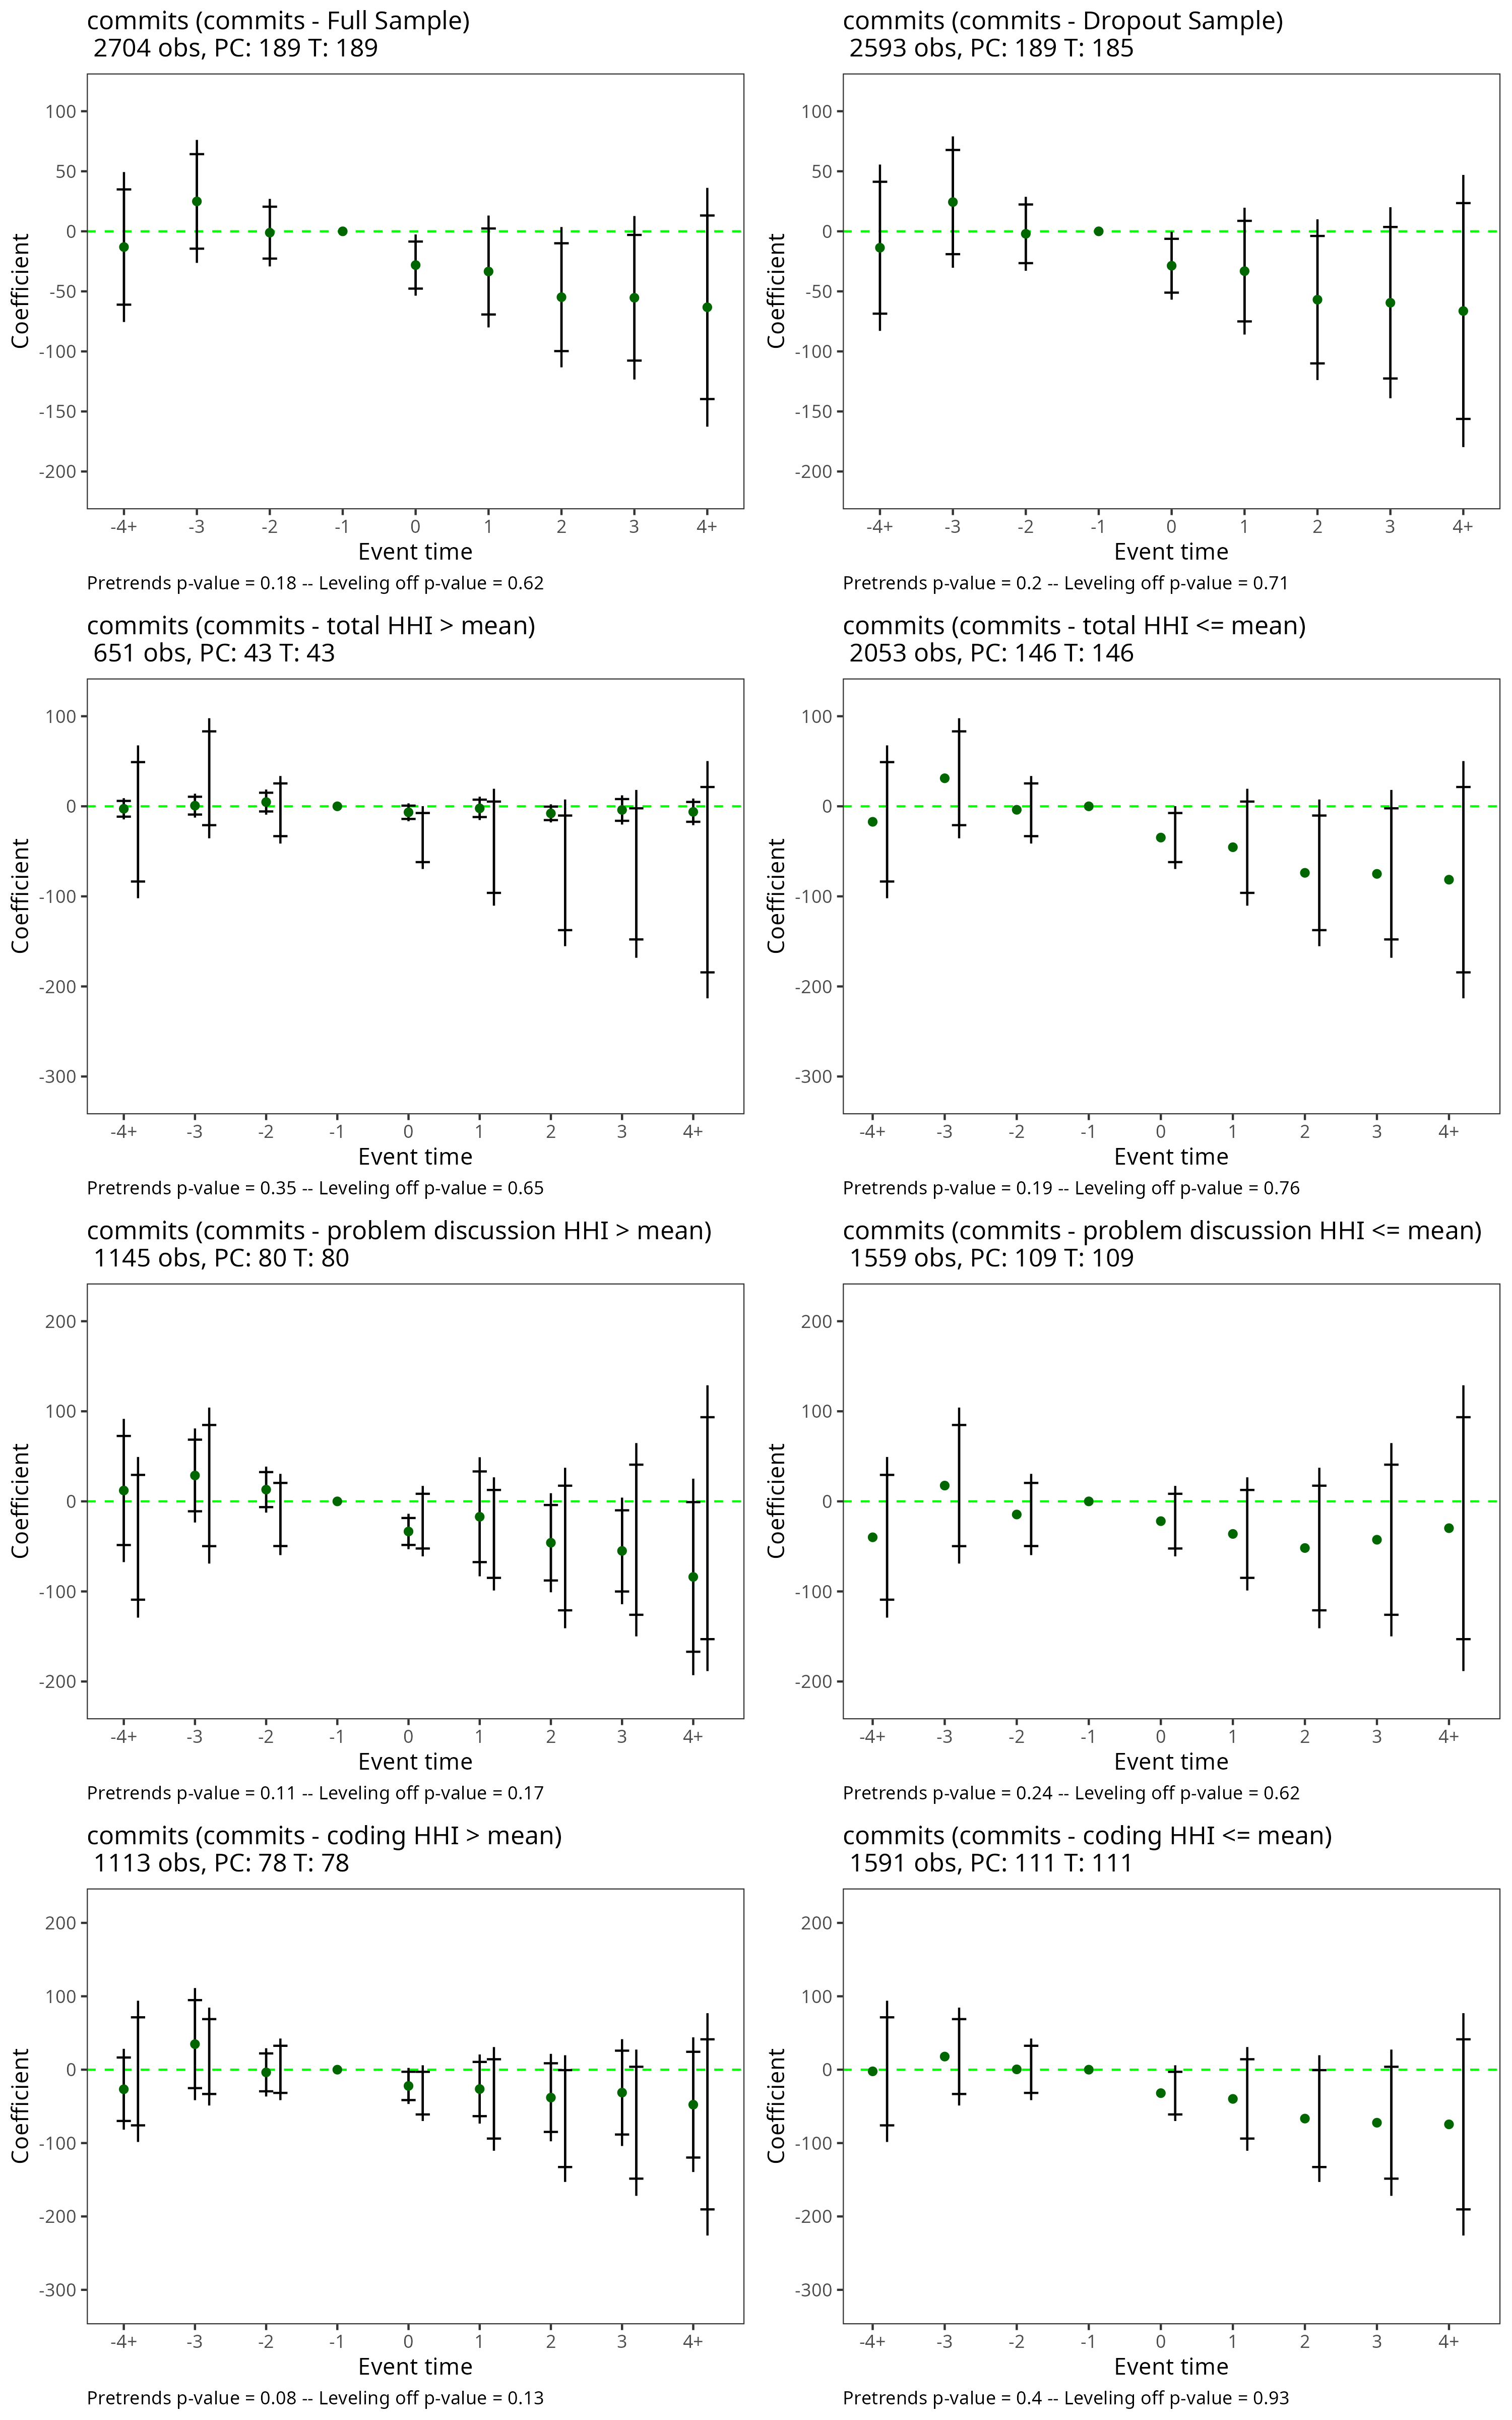 commits (commits - Full Sample)
2704 obs, PC: 189 T: 189
100
50
0
-50
-100
-150
-200
Coefficient
-4+ -3 -2 -1 0 1 2 3 4+
Event time
Pretrends p-value = 0.18 -- Leveling off p-value = 0.62
commits (commits - Dropout Sample)
2593 obs, PC: 189 T: 185
100
50
0
-50
-100
-150
-200
Coefficient
-4+ -3 -2 -1 0 1 2 3 4+
Event time
Pretrends p-value = 0.2 -- Leveling off p-value = 0.71
commits (commits - total HHI > mean)
651 obs, PC: 43 T: 43
100
0
-100
-200
-300
Coefficient
-4+ -3 -2 -1 0 1 2 3 4+
Event time
Pretrends p-value = 0.35 -- Leveling off p-value = 0.65
commits (commits - total HHI <= mean)
2053 obs, PC: 146 T: 146
100
0
-100
-200
-300
Coefficient
-4+ -3 -2 -1 0 1 2 3 4+
Event time
Pretrends p-value = 0.19 -- Leveling off p-value = 0.76
commits (commits - problem discussion HHI > mean)
1145 obs, PC: 80 T: 80
200
100
0
-100
-200
Coefficient
-4+ -3 -2 -1 0 1 2 3 4+
Event time
Pretrends p-value = 0.11 -- Leveling off p-value = 0.17
commits (commits - problem discussion HHI <= mean)
1559 obs, PC: 109 T: 109
200
100
0
-100
-200
Coefficient
-4+ -3 -2 -1 0 1 2 3 4+
Event time
Pretrends p-value = 0.24 -- Leveling off p-value = 0.62
commits (commits - coding HHI > mean)
1113 obs, PC: 78 T: 78
200
100
0
-100
-200
-300
Coefficient
-4+ -3 -2 -1 0 1 2 3 4+
Event time
Pretrends p-value = 0.08 -- Leveling off p-value = 0.13
commits (commits - coding HHI <= mean)
1591 obs, PC: 111 T: 111
200
100
0
-100
-200
-300
Coefficient
-4+ -3 -2 -1 0 1 2 3 4+
Event time
Pretrends p-value = 0.4 -- Leveling off p-value = 0.93